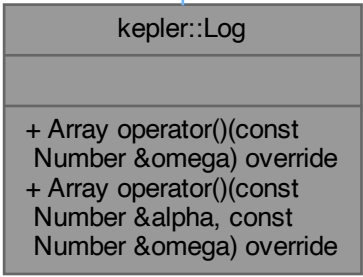 kepler::Log
+ Array operator()(const
Number &omega) override
+ Array operator()(const
Number &alpha, const
Number &omega) override